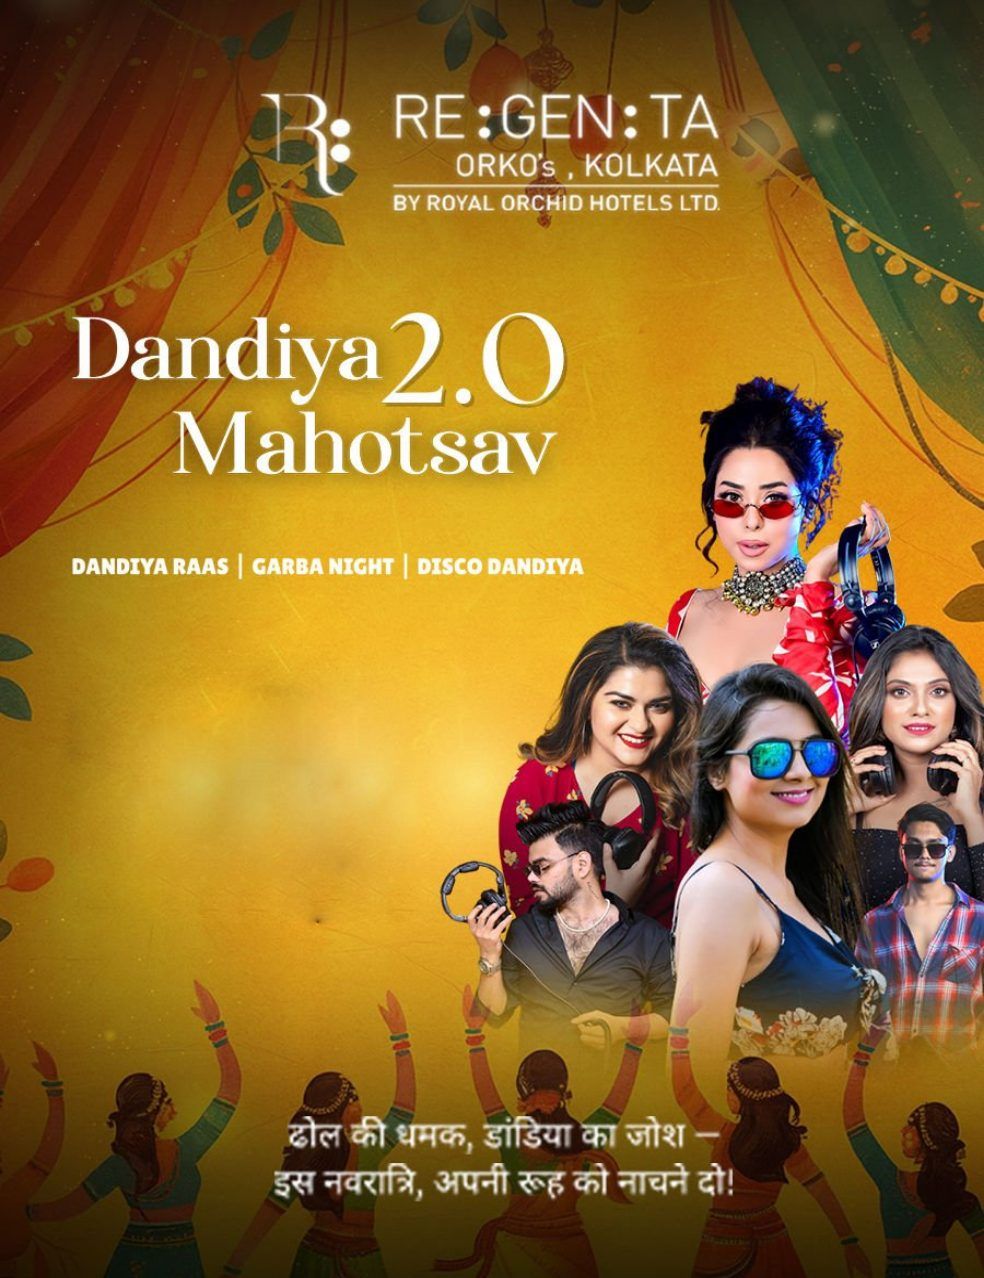 RE:GEN:TA
ORKO's, KOLKATA
BY ROYAL ORCHID HOTELS LTD.
Dandiya 2.0
Mahotsav
DANDIYA RAAS | GARBA NIGHT | DISCO DANDIYA
ढोल की धमक, डांडिया का जोश –
इस नवरात्रि, अपनी रूह को नाचने दो!